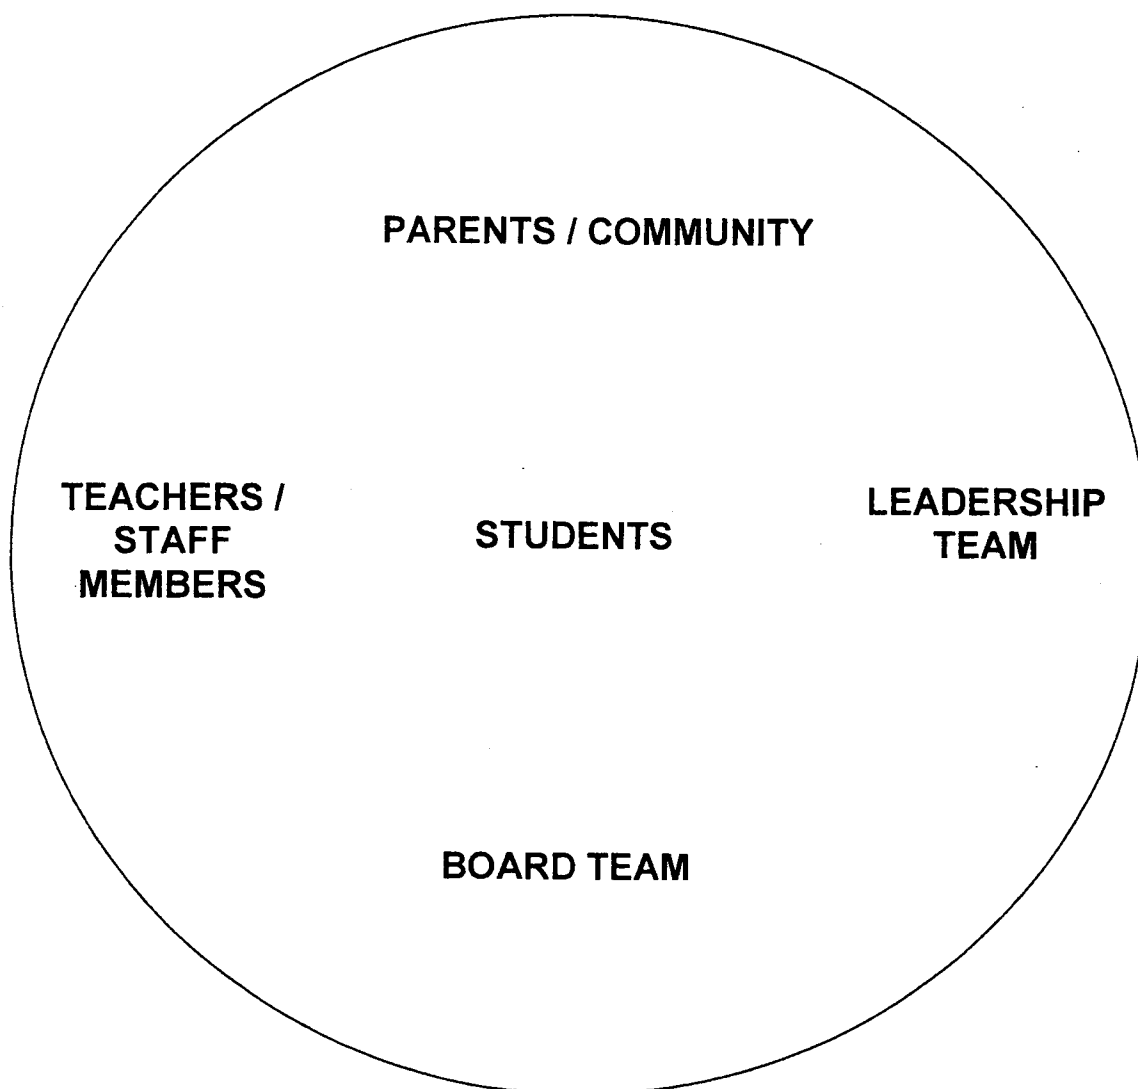 PARENTS / COMMUNITY
TEACHERS /
STAFF
MEMBERS
STUDENTS
LEADERSHIP
TEAM
BOARD TEAM